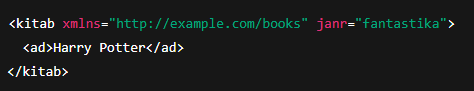 <kitab xmlns="http://example.com/books" janr="fantastika">
  <ad>Harry Potter</ad>
</kitab>